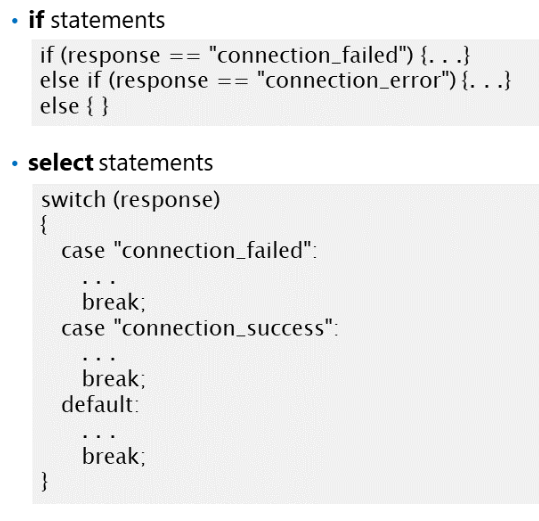 • if statements
if (response == "connection_failed") {. . .}
else if (response == "connection_error") {. . .}
else { }
• select statements
switch (response)
{
case "connection_failed":
. . .
break;
case "connection_success":
. . .
break;
default:
. . .
break;
}